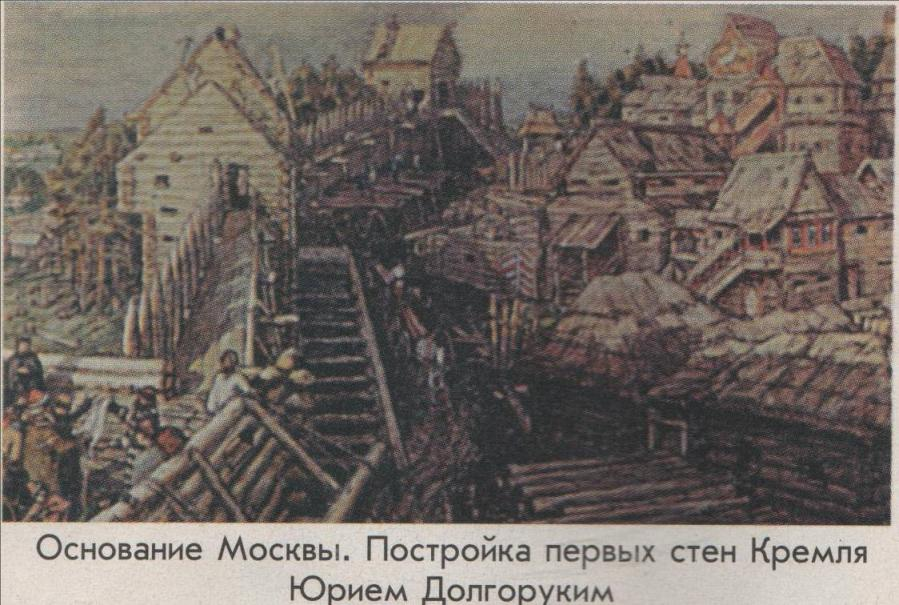 Основание Москвы. Постройка первых стен Кремля
Юрием Долгоруким